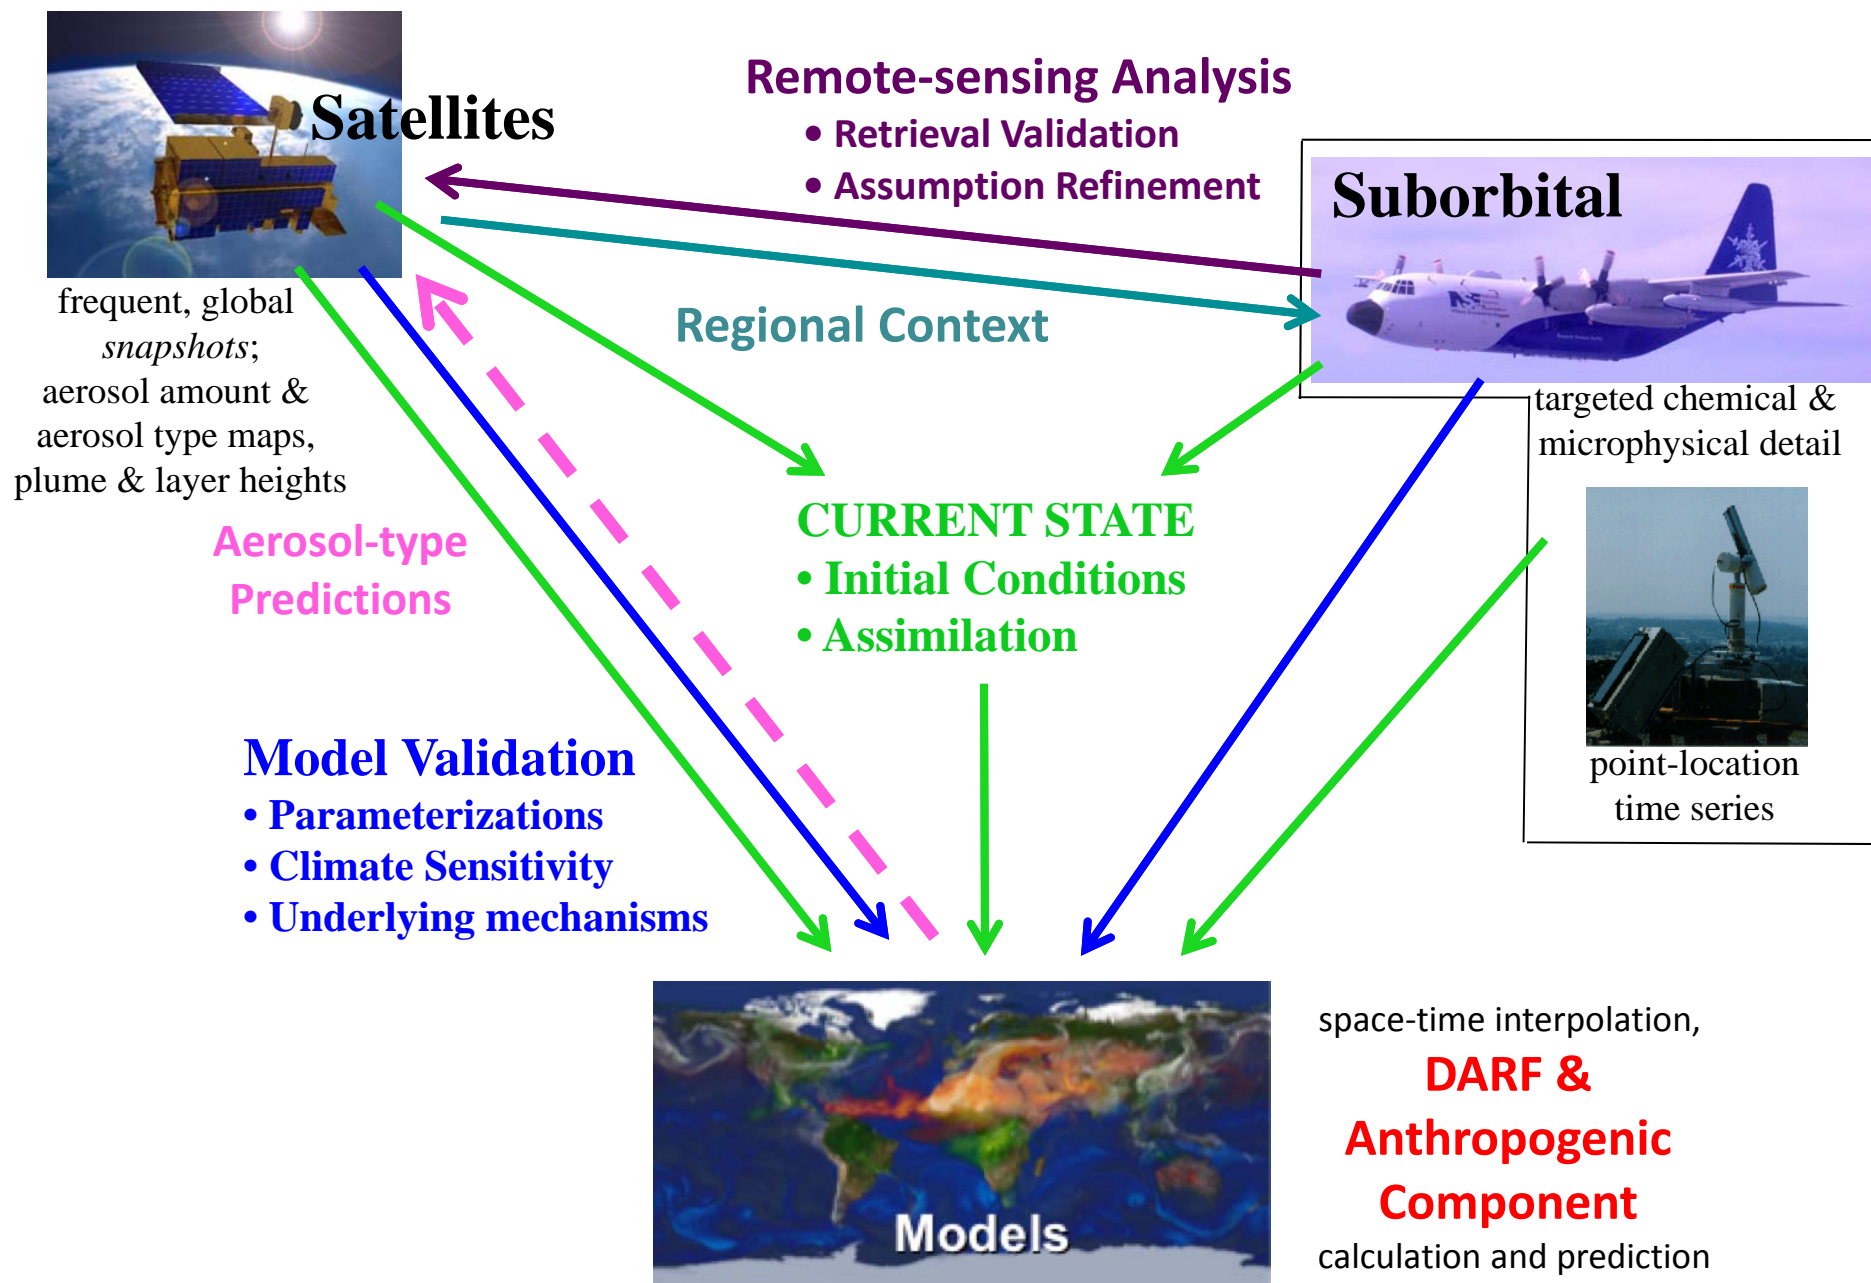 Satellites
frequent, global
snapshots;
aerosol amount &
aerosol type maps,
plume & layer heights
Remote-sensing Analysis
• Retrieval Validation
• Assumption Refinement
Suborbital
targeted chemical &
microphysical detail
point-location
time series
Regional Context
CURRENT STATE
• Initial Conditions
• Assimilation
Aerosol-type
Predictions
Model Validation
• Parameterizations
• Climate Sensitivity
• Underlying mechanisms
Models
space-time interpolation,
DARF &
Anthropogenic
Component
calculation and prediction